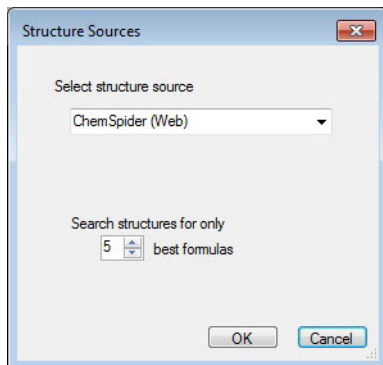 Structure Sources
Select structure source
ChemSpider (Web)
Search structures for only
5 best formulas
OK Cancel